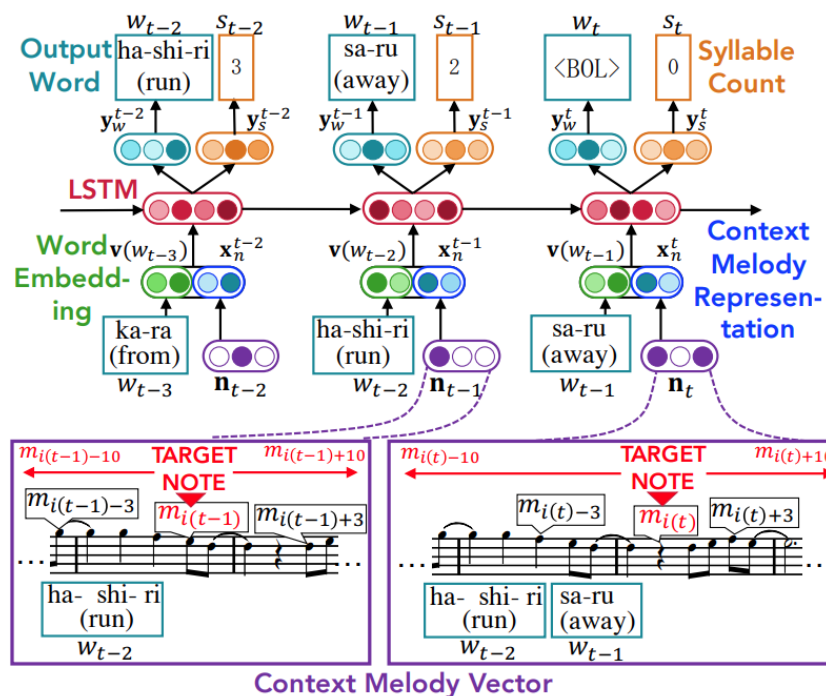 w_{t-2} s_{t-2} w_{t-1} s_{t-1} w_t s_t
Output Word
ha-shi-ri (run)
3
sa-ru (away)
2
<BOL>
0
Syllable Count
y_w^{t-2} y_s^{t-2} y_w^{t-1} y_s^{t-1} y_w^t y_s^t
LSTM
Word Embedd-ing
v(w_{t-3}) x_n^{t-2} v(w_{t-2}) x_n^{t-1} v(w_{t-1}) x_n^t
Context Melody Represen-tation
ka-ra (from)
ha-shi-ri (run)
sa-ru (away)
w_{t-3} n_{t-2} w_{t-2} n_{t-1} w_{t-1} n_t
m_{i(t-1)-10} TARGET NOTE m_{i(t-1)+10}
m_{i(t-1)-3} m_{i(t-1)} m_{i(t-1)+3}
... ...
ha- shi- ri (run)
w_{t-2}
m_{i(t)-10} TARGET NOTE m_{i(t)+10}
m_{i(t)-3} m_{i(t)} m_{i(t)+3}
... ...
ha- shi- ri (run)
sa-ru (away)
w_{t-2} w_{t-1}
Context Melody Vector